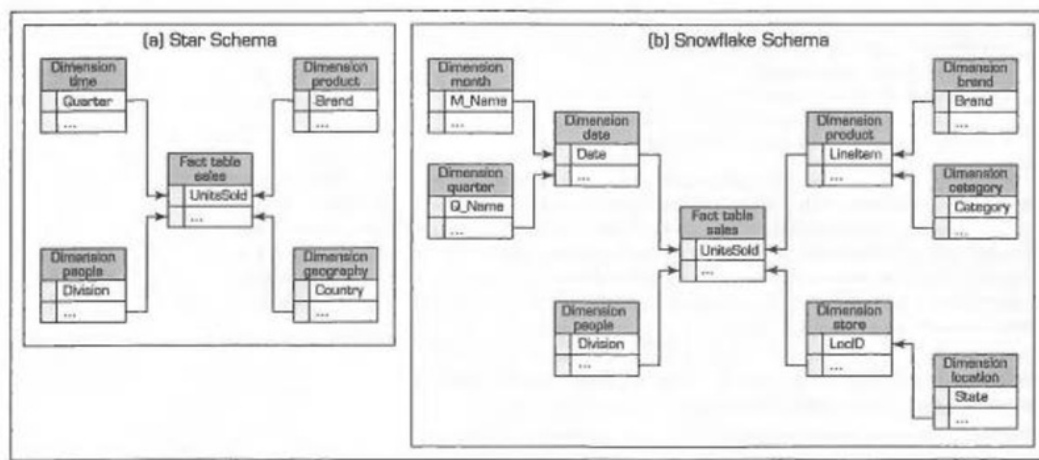 (a) Star Schema
Dimension
time
Quarter
...
Dimension
product
Brand
...
Fact table
sales
UnitsSold
...
Dimension
people
Division
...
Dimension
geography
Country
...
(b) Snowflake Schema
Dimension
month
M_Name
...
Dimension
quarter
Q_Name
...
Dimension
date
Date
...
Dimension
product
LineItem
...
Dimension
brand
Brand
...
Dimension
category
Category
...
Fact table
sales
UnitsSold
...
Dimension
people
Division
...
Dimension
store
LocID
...
Dimension
location
State
...